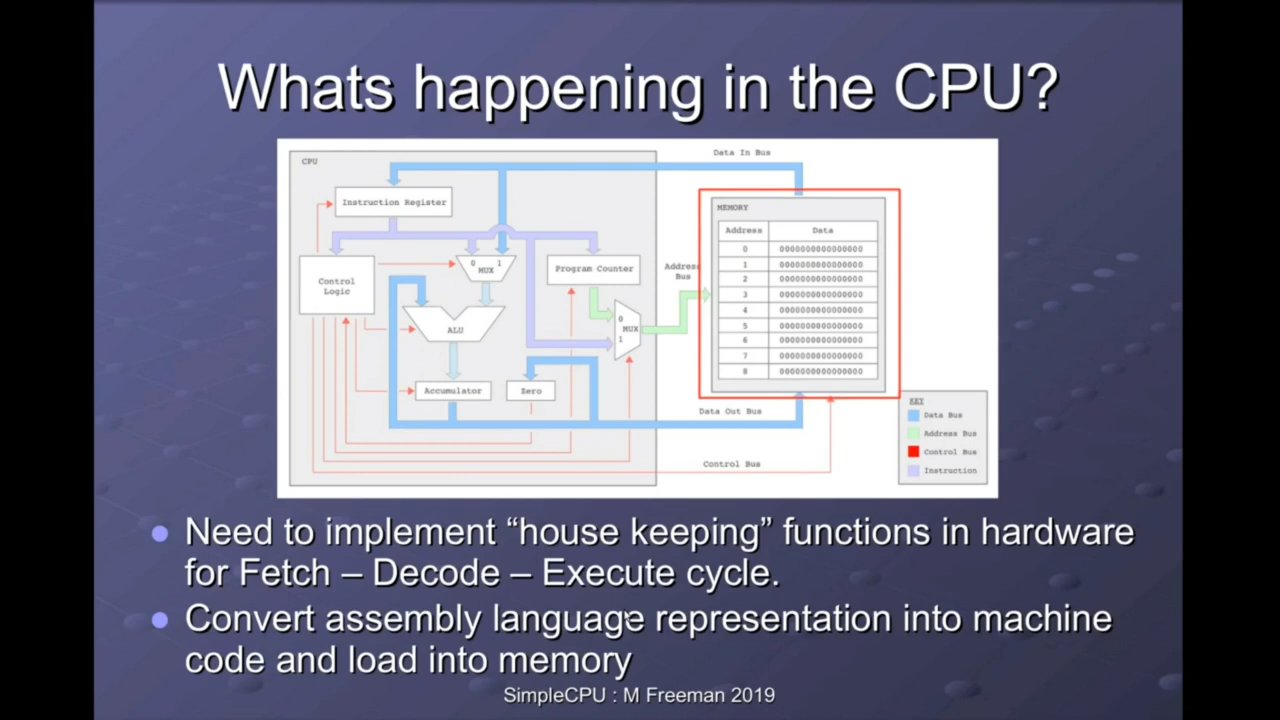 Whats happening in the CPU?
CPU
Data In Bus
Instruction Register
MEMORY
Address Data
0 0000000000000000
1 0000000000000000
2 0000000000000000
3 0000000000000000
4 0000000000000000
5 0000000000000000
6 0000000000000000
7 0000000000000000
8 0000000000000000
Control
Logic
0 1
MUX
Program Counter
Address
Bus
0
MUX
1
ALU
Accumulator
Zero
Data Out Bus
Control Bus
KEY
Data Bus
Address Bus
Control Bus
Instruction
Need to implement “house keeping” functions in hardware
for Fetch – Decode – Execute cycle.
Convert assembly language representation into machine
code and load into memory
SimpleCPU : M Freeman 2019